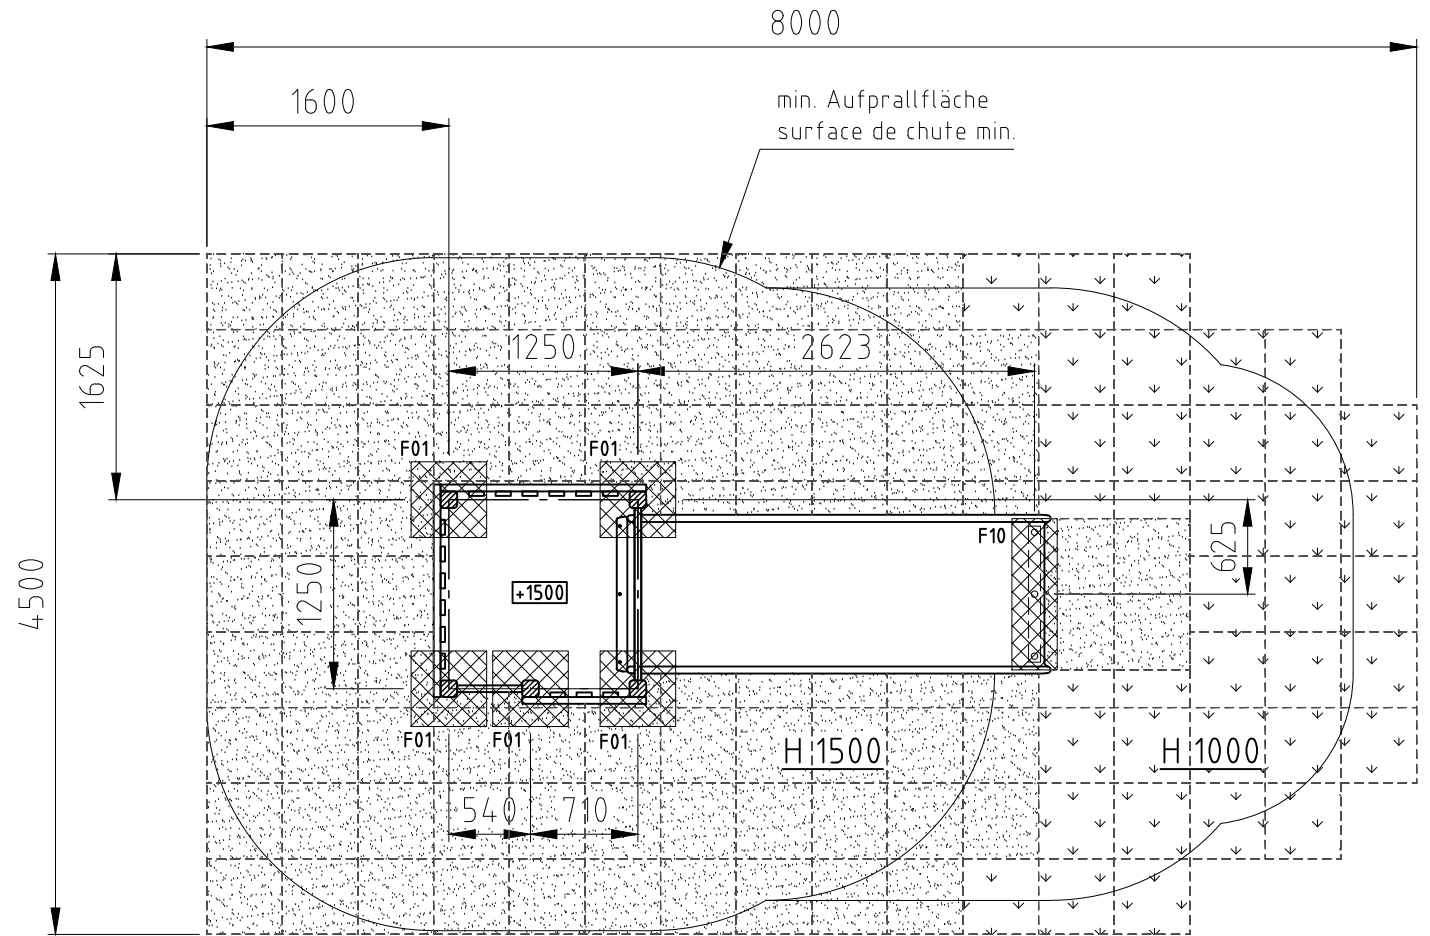 8000
1600
min. Aufprallfläche
surface de chute min.
1250
2623
1625
F01
F01
F10
625
4500
1250
+1500
F01
F01
F01
H 1500
H 1000
540
710